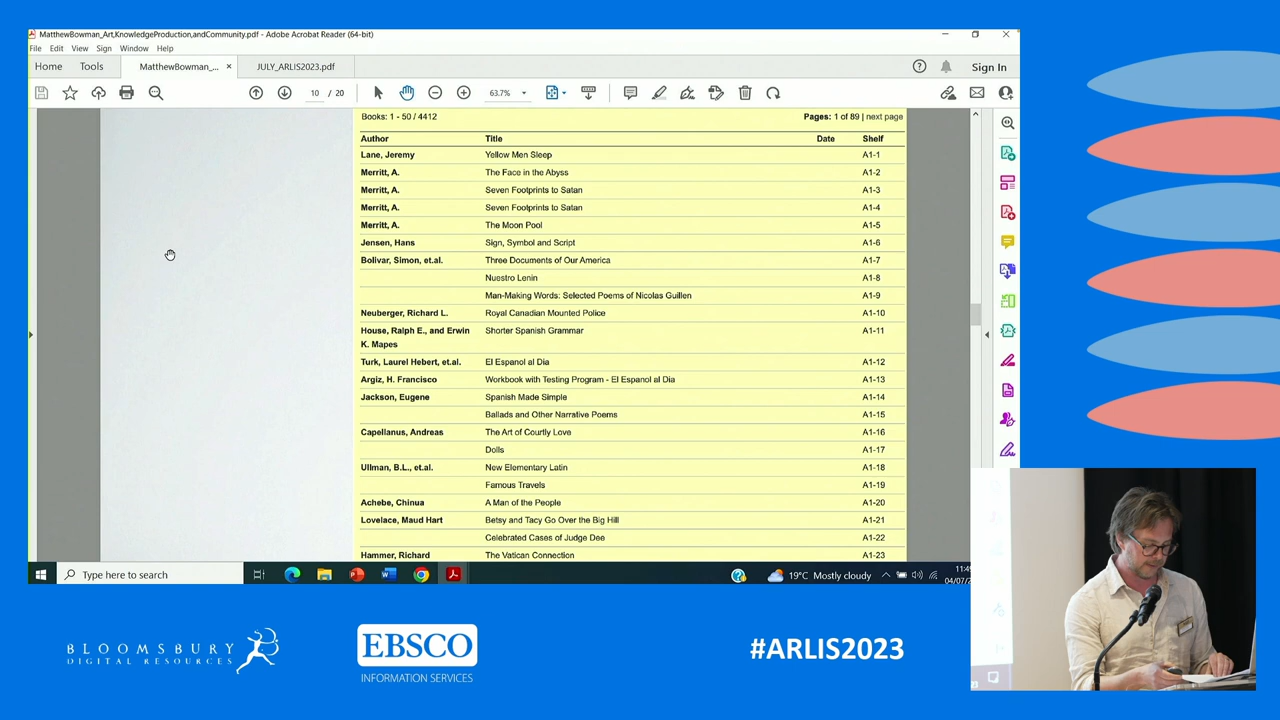 MatthewBowman_Art,KnowledgeProduction,andCommunity.pdf - Adobe Acrobat Reader (64-bit)
File Edit View Sign Window Help
Home Tools MatthewBowman_... × JULY_ARLIS2023.pdf Sign In
10 / 20 63.7%
Books: 1 - 50 / 4412 Pages: 1 of 89 | next page
Author Title Date Shelf
Lane, Jeremy Yellow Men Sleep A1-1
Merritt, A. The Face in the Abyss A1-2
Merritt, A. Seven Footprints to Satan A1-3
Merritt, A. Seven Footprints to Satan A1-4
Merritt, A. The Moon Pool A1-5
Jensen, Hans Sign, Symbol and Script A1-6
Bolivar, Simon, et.al. Three Documents of Our America A1-7
Nuestro Lenin A1-8
Man-Making Words: Selected Poems of Nicolas Guillen A1-9
Neuberger, Richard L. Royal Canadian Mounted Police A1-10
House, Ralph E., and Erwin Shorter Spanish Grammar A1-11
K. Mapes
Turk, Laurel Hebert, et.al. El Espanol al Dia A1-12
Argiz, H. Francisco Workbook with Testing Program - El Espanol al Dia A1-13
Jackson, Eugene Spanish Made Simple A1-14
Ballads and Other Narrative Poems A1-15
Capellanus, Andreas The Art of Courtly Love A1-16
Dolls A1-17
Ullman, B.L., et.al. New Elementary Latin A1-18
Famous Travels A1-19
Achebe, Chinua A Man of the People A1-20
Lovelace, Maud Hart Betsy and Tacy Go Over the Big Hill A1-21
Celebrated Cases of Judge Dee A1-22
Hammer, Richard The Vatican Connection A1-23
Type here to search 19°C Mostly cloudy 11:4
04/07/2
BLOOMSBURY
DIGITAL RESOURCES
EBSCO
INFORMATION SERVICES
#ARLIS2023